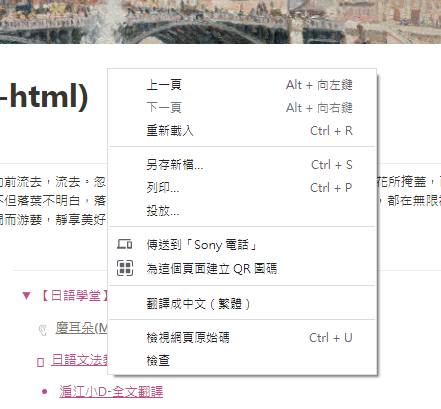 -html)
上一頁 Alt + 向左鍵
下一頁 Alt + 向右鍵
重新載入 Ctrl + R
另存新檔... Ctrl + S
列印... Ctrl + P
投放...
傳送到「Sony 電話」
為這個頁面建立 QR 圖碼
翻譯成中文（繁體）
檢視網頁原始碼 Ctrl + U
檢查
前流去，流去。忽 花所掩蓋，
不但落葉不明白，落 ，都在無限
而游藝，靜享美好
▼ 【日語學堂】
磨耳朵(M
日語文法
滬江小D-全文翻譯